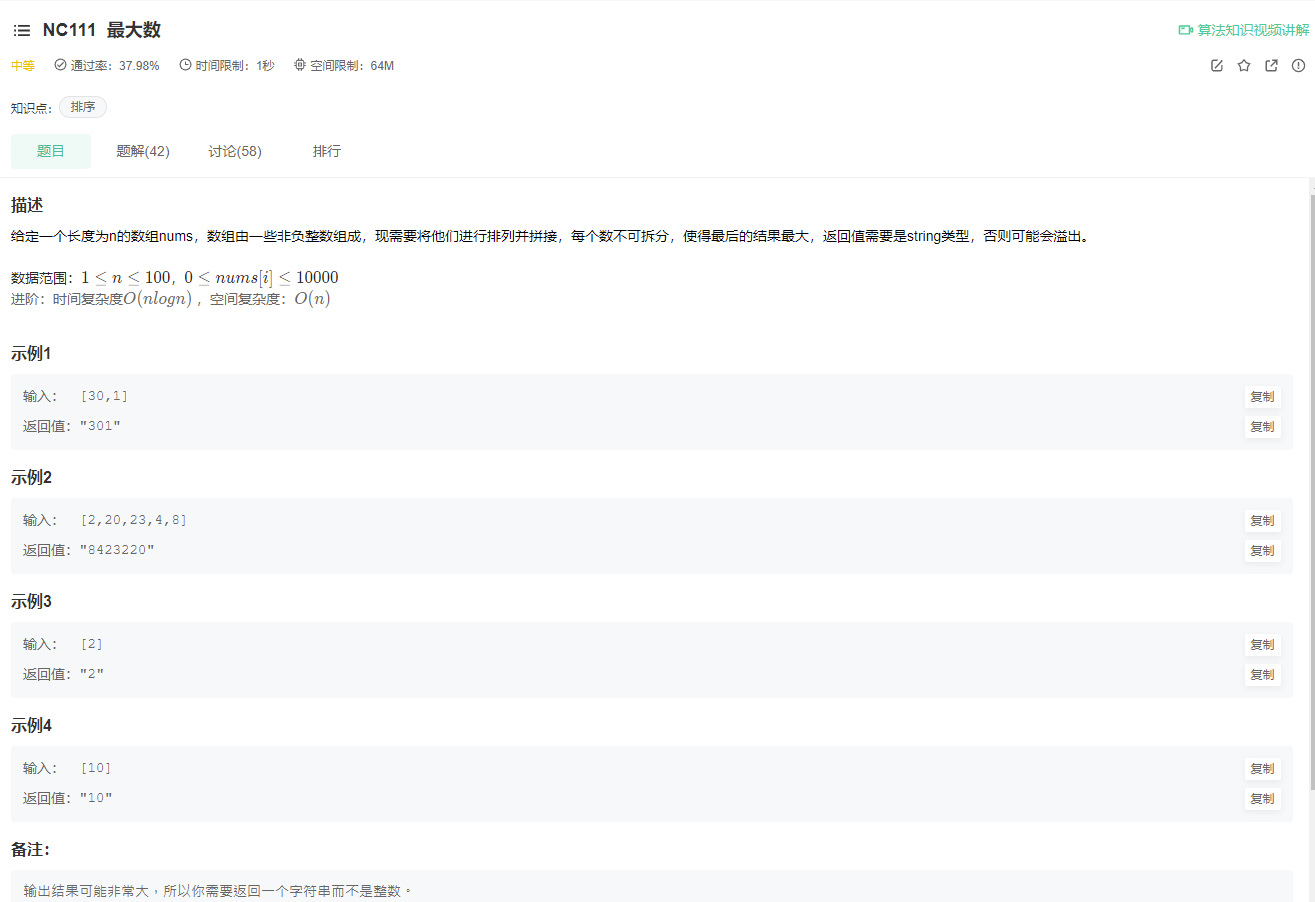 NC111 最大数
算法知识视频讲解
中等 通过率：37.98% 时间限制：1秒 空间限制：64M
知识点： 排序
题目 题解(42) 讨论(58) 排行
描述
给定一个长度为n的数组nums，数组由一些非负整数组成，现需要将他们进行排列并拼接，每个数不可拆分，使得最后的结果最大，返回值需要是string类型，否则可能会溢出。
数据范围：1 ≤ n ≤ 100，0 ≤ nums[i] ≤ 10000
进阶：时间复杂度O(nlogn) ，空间复杂度：O(n)
示例1
输入： [30,1] 复制
返回值："301" 复制
示例2
输入： [2,20,23,4,8] 复制
返回值："8423220" 复制
示例3
输入： [2] 复制
返回值："2" 复制
示例4
输入： [10] 复制
返回值："10" 复制
备注：
输出结果可能非常大，所以你需要返回一个字符串而不是整数。